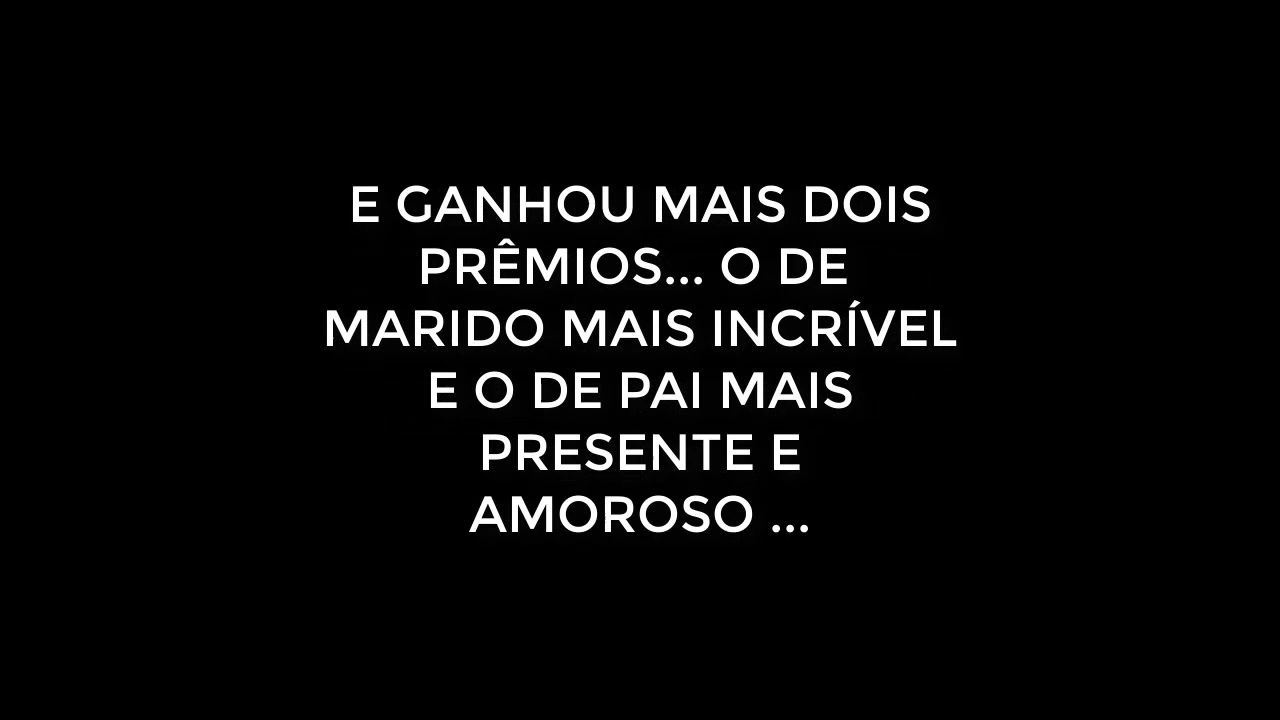 E GANHOU MAIS DOIS
PRÊMIOS... O DE
MARIDO MAIS INCRÍVEL
E O DE PAI MAIS
PRESENTE E
AMOROSO ...